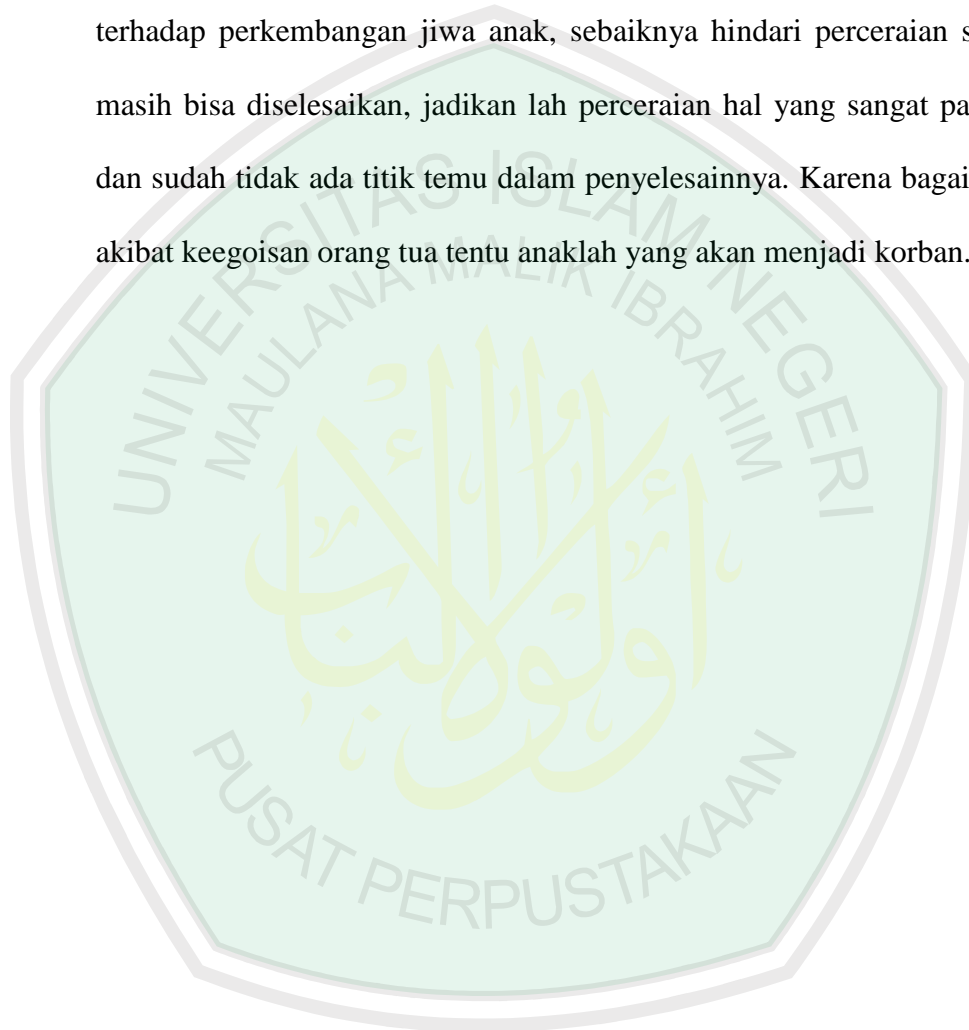 terhadap perkembangan jiwa anak, sebaiknya hindari perceraian s
masih bisa diselesaikan, jadikan lah perceraian hal yang sangat pa
dan sudah tidak ada titik temu dalam penyelesainnya. Karena bagai
akibat keegoisan orang tua tentu anaklah yang akan menjadi korban.
UNIVERSITAS ISLAM NEGERI
MAULANA MALIK IBRAHIM
PUSAT PERPUSTAKAAN